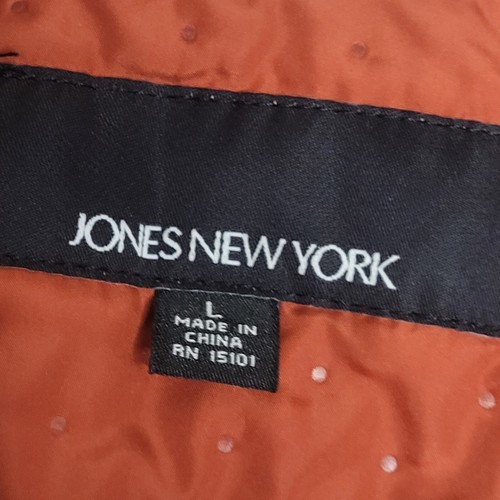 JONES NEW YORK
L
MADE IN
CHINA
RN 15101